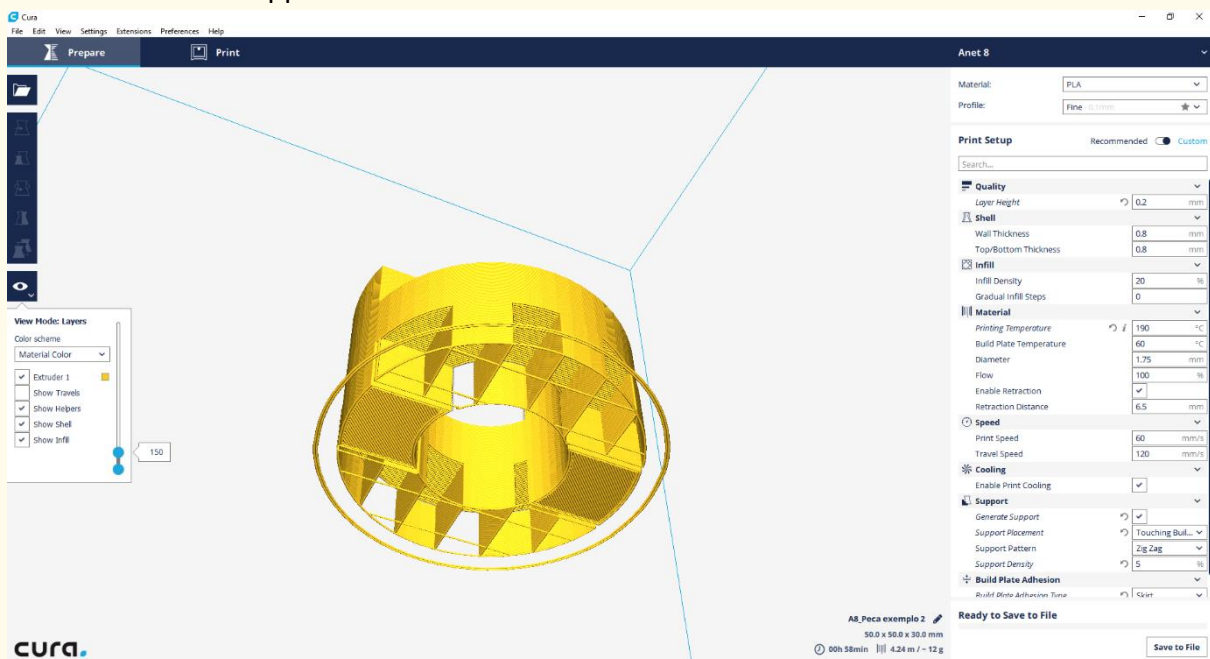 Cura
File Edit View Settings Extensions Preferences Help
Prepare
Print
Anet 8
Material: PLA
Profile: Fine 0.1mm
Print Setup Recommended Custom
Search...
Quality
Layer Height 0.2 mm
Shell
Wall Thickness 0.8 mm
Top/Bottom Thickness 0.8 mm
Infill
Infill Density 20 %
Gradual Infill Steps 0
Material
Printing Temperature i 190 °C
Build Plate Temperature 60 °C
Diameter 1.75 mm
Flow 100 %
Enable Retraction
Retraction Distance 6.5 mm
Speed
Print Speed 60 mm/s
Travel Speed 120 mm/s
Cooling
Enable Print Cooling
Support
Generate Support
Support Placement Touching Buil...
Support Pattern Zig Zag
Support Density 5 %
Build Plate Adhesion
Build Plate Adhesion Type Skirt
View Mode: Layers
Color scheme
Material Color
Extruder 1
Show Travels
Show Helpers
Show Shell
Show Infill
150
A8_Peca exemplo 2
50.0 x 50.0 x 30.0 mm
00h 58min 4.24 m / ~ 12 g
Ready to Save to File
Save to File
cura.